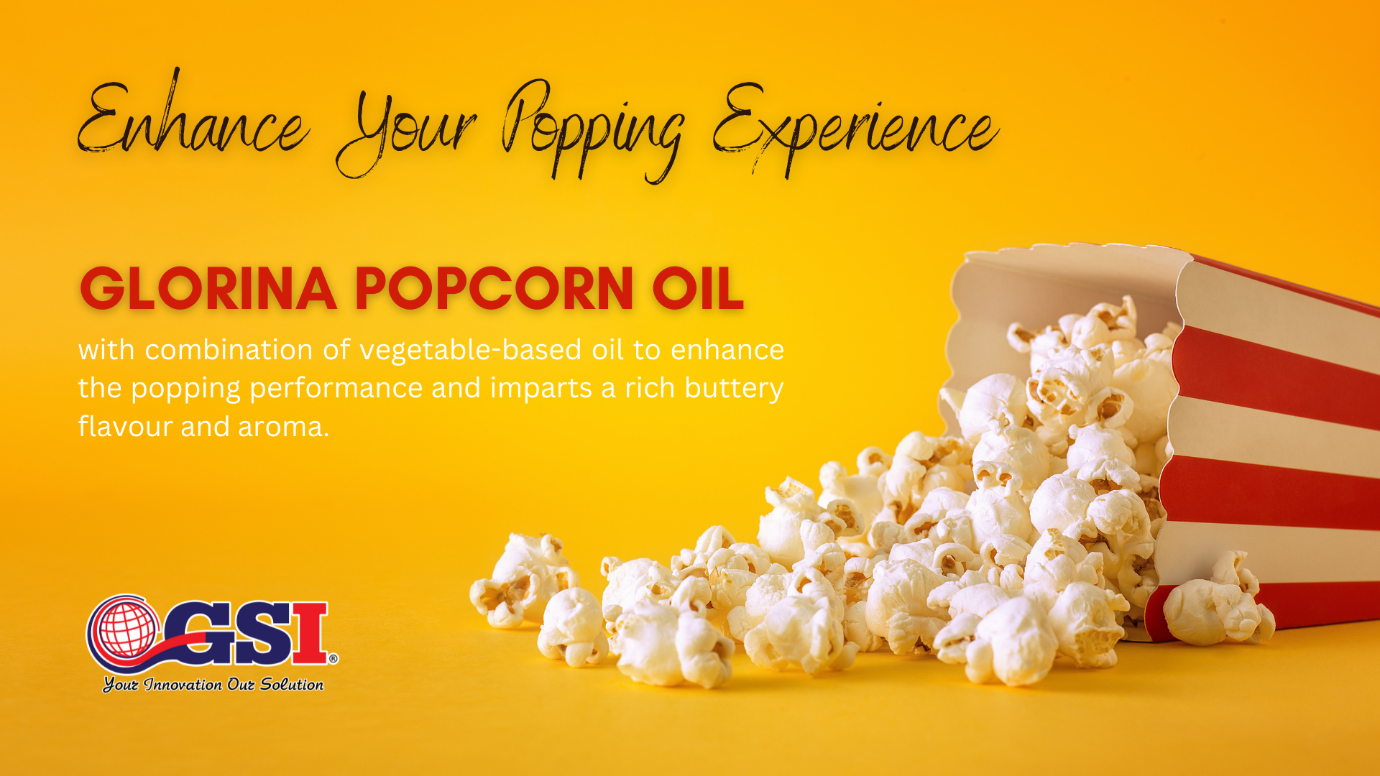 Enhance Your Popping Experience
GLORINA POPCORN OIL
with combination of vegetable-based oil to enhance
the popping performance and imparts a rich buttery
flavour and aroma.
GSI®
Your Innovation Our Solution